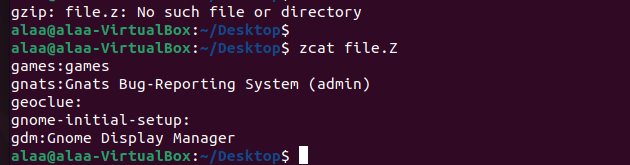 gzip: file.z: No such file or directory
alaa@alaa-VirtualBox:~/Desktop$
alaa@alaa-VirtualBox:~/Desktop$ zcat file.Z
games:games
gnats:Gnats Bug-Reporting System (admin)
geoclue:
gnome-initial-setup:
gdm:Gnome Display Manager
alaa@alaa-VirtualBox:~/Desktop$